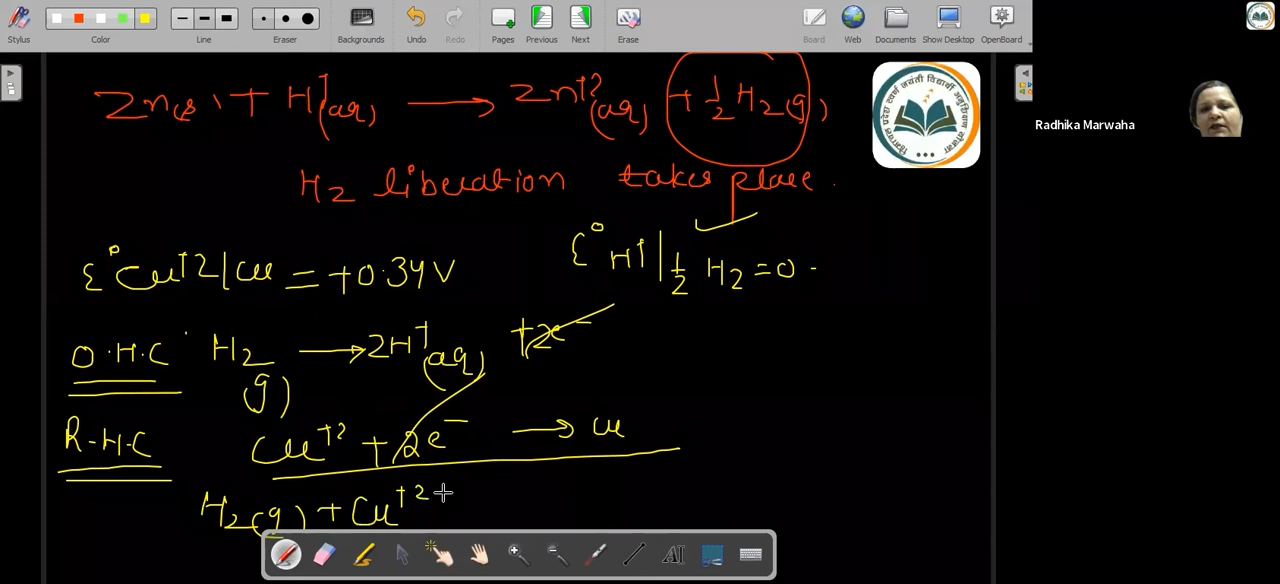 Stylus Color Line Eraser Backgrounds Undo Redo Pages Previous Next Erase Board Web Documents Show Desktop OpenBoard
Zn(s) + H⁺(aq) ⟶ Zn⁺²(aq) + ½ H₂(g)
H₂ liberation takes place.
Radhika Marwaha
ε° Cu⁺²|Cu = +0.34V
ε° H⁺|½ H₂ = 0
O.H.C H₂(g) ⟶ 2H⁺(aq) +2e⁻
R.H.C Cu⁺² + 2e⁻ ⟶ Cu
H₂(g) + Cu⁺²
AI